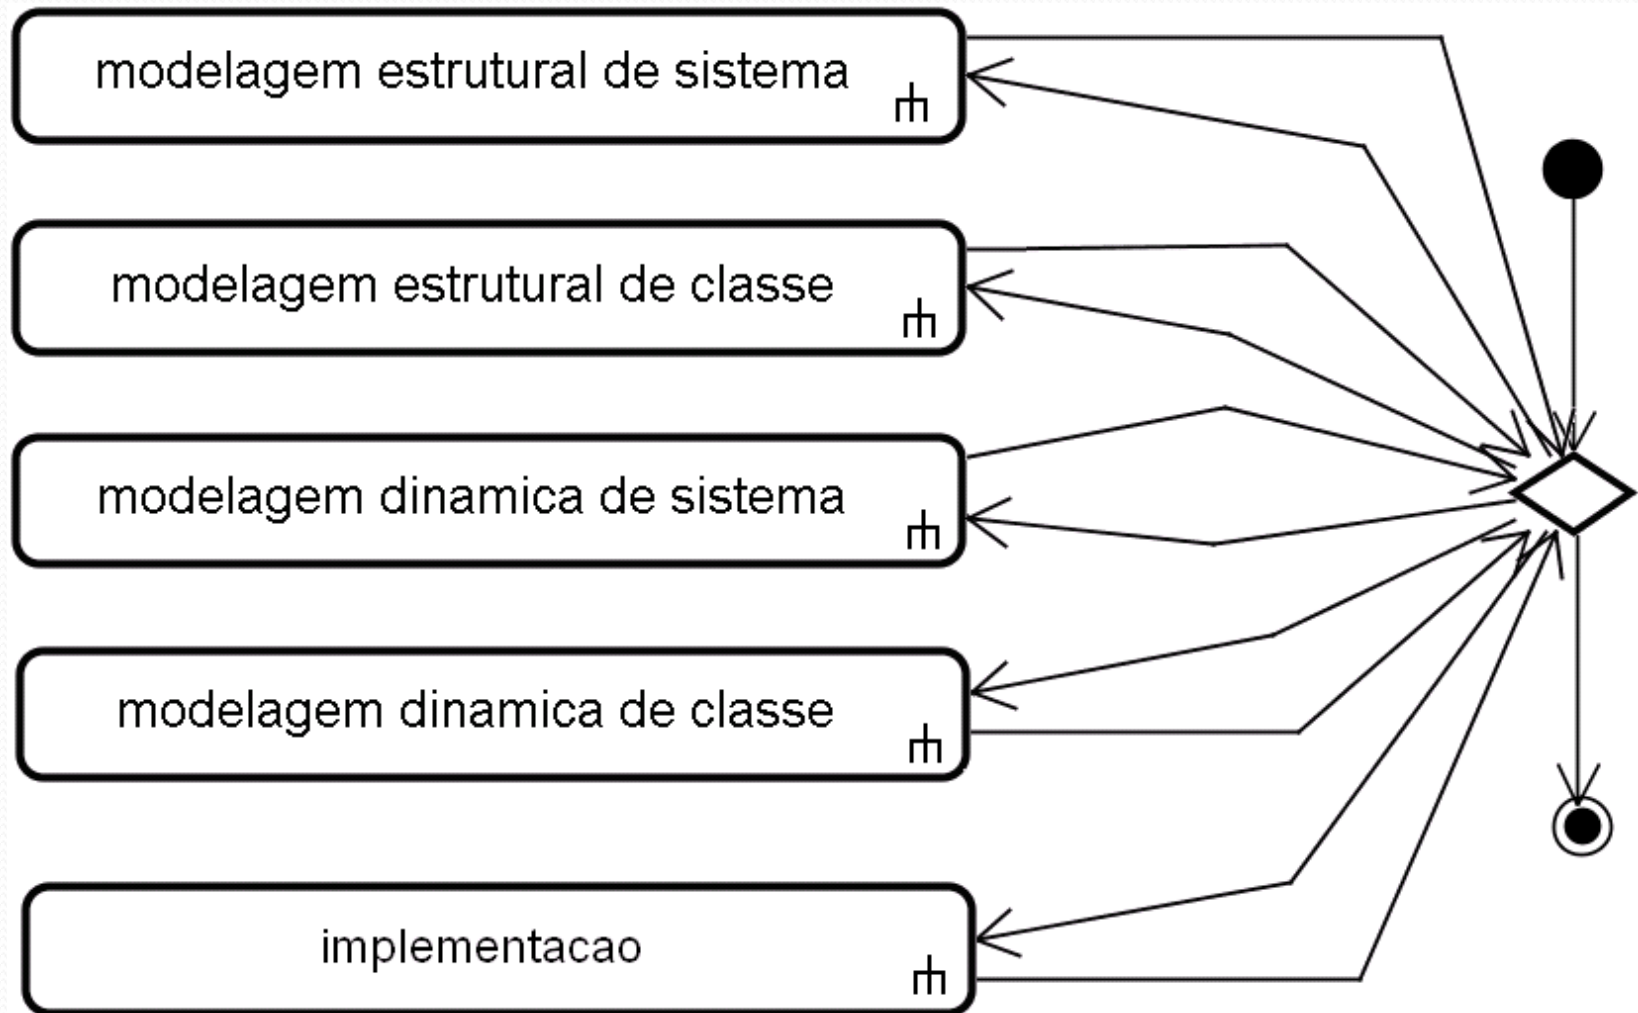 modelagem estrutural de sistema
modelagem estrutural de classe
modelagem dinamica de sistema
modelagem dinamica de classe
implementacao